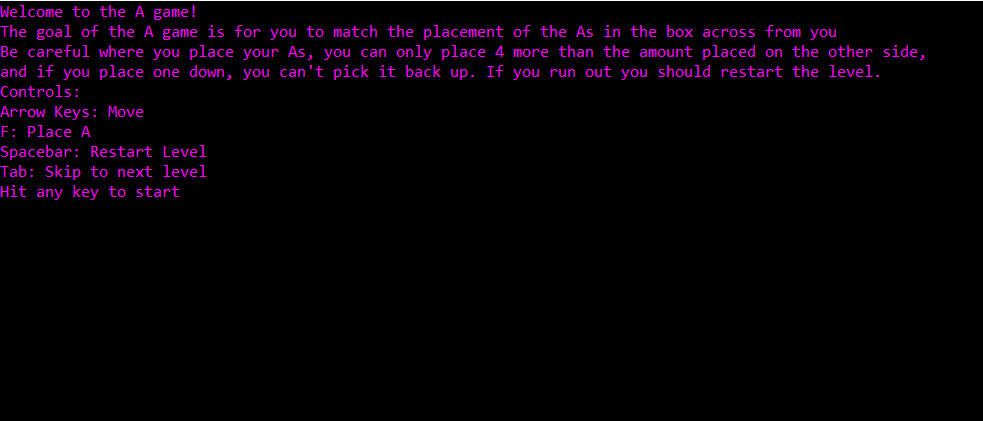 Welcome to the A game!
The goal of the A game is for you to match the placement of the As in the box across from you
Be careful where you place your As, you can only place 4 more than the amount placed on the other side,
and if you place one down, you can't pick it back up. If you run out you should restart the level.
Controls:
Arrow Keys: Move
F: Place A
Spacebar: Restart Level
Tab: Skip to next level
Hit any key to start